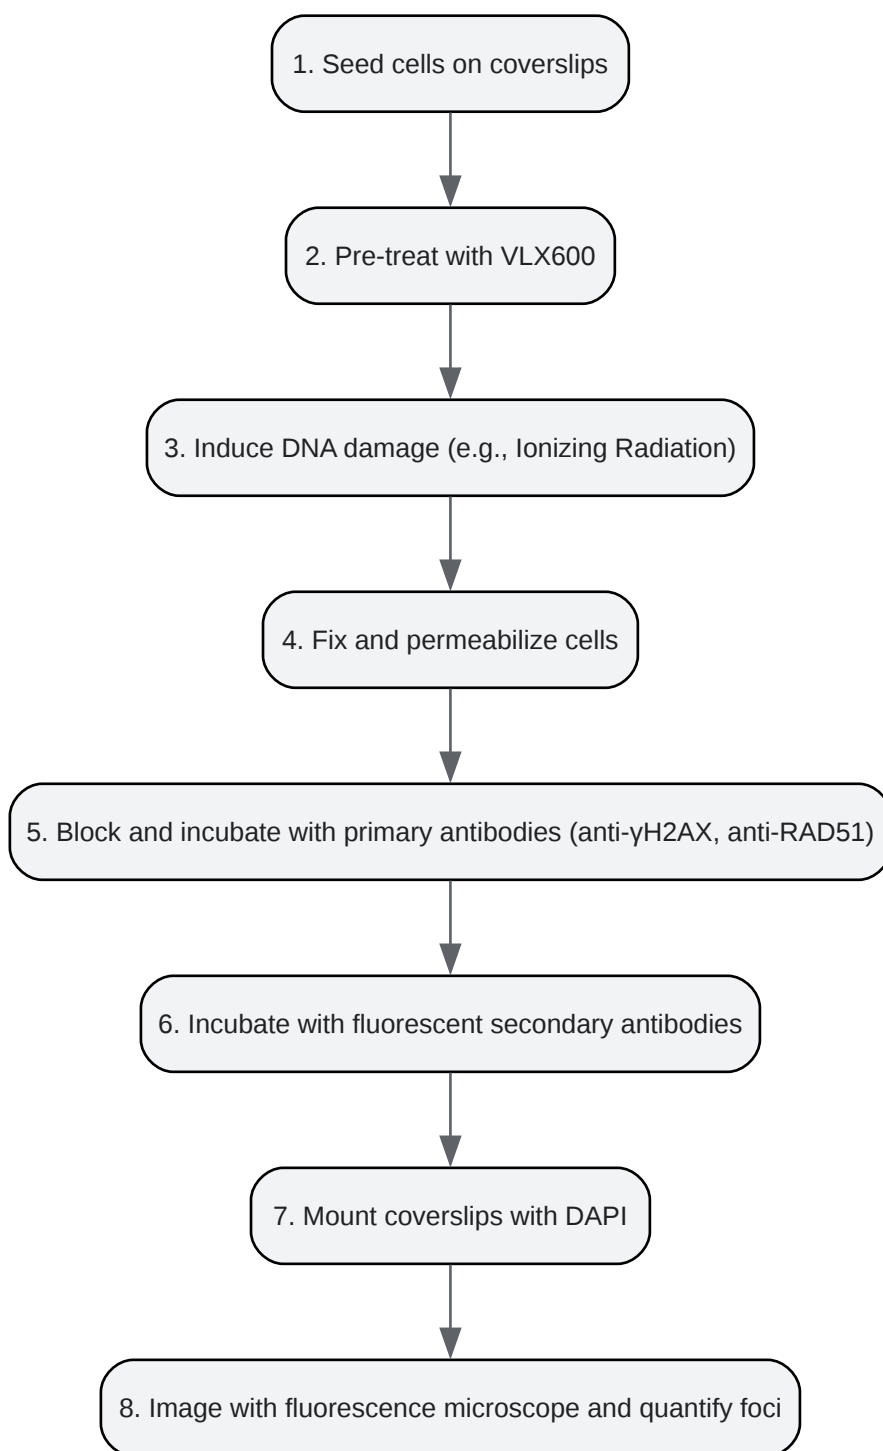 1. Seed cells on coverslips
2. Pre-treat with VLX600
3. Induce DNA damage (e.g., Ionizing Radiation)
4. Fix and permeabilize cells
5. Block and incubate with primary antibodies (anti-γH2AX, anti-RAD51)
6. Incubate with fluorescent secondary antibodies
7. Mount coverslips with DAPI
8. Image with fluorescence microscope and quantify foci